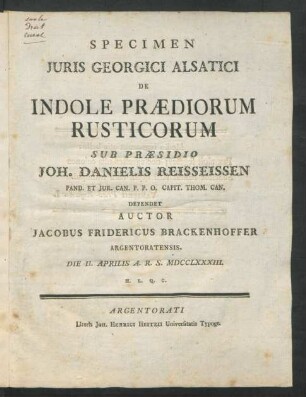 SPECIMEN
JURIS GEORGICI ALSATICI
DE
INDOLE PRÆDIORUM
RUSTICORUM
SUB PRÆSIDIO
JOH. DANIELIS REISSEISSEN
PAND. ET JUR. CAN. P. P. O. CAPIT. THOM. CAN.
DEFENDET
AUCTOR
JACOBUS FRIDERICUS BRACKENHOFFER
ARGENTORATENSIS.
DIE II. APRILIS A. R. S. MDCCLXXXIII.
H. L. Q. C.
ARGENTORATI
Literis Joh. HENRICI HEITZII Universitatis Typogr.